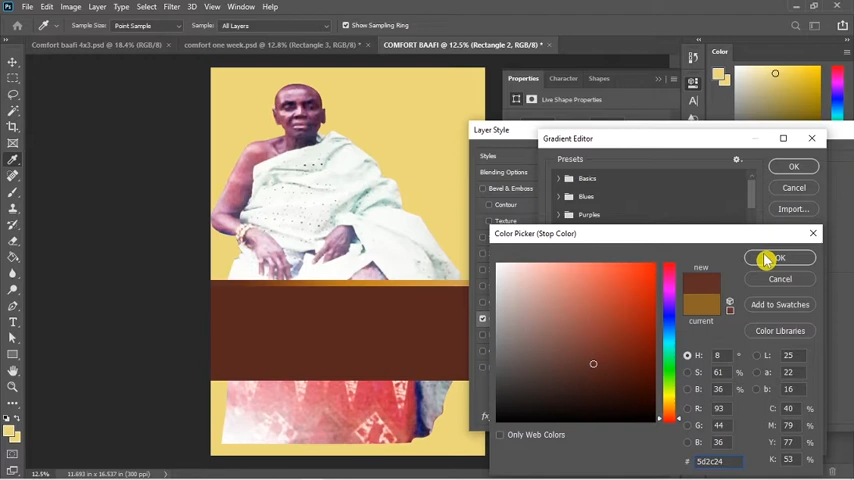 File Edit Image Layer Type Select Filter 3D View Window Help
Sample Size: Point Sample Sample: All Layers Show Sampling Ring
Comfort baafi 4x3.psd @ 18.4% (RGB/8) × comfort one week.psd @ 12.8% (Rectangle 3, RGB/8) * × COMFORT BAAFI @ 12.5% (Rectangle 2, RGB/8) * ×
Properties Character Shapes
Color
Live Shape Properties
Layer Style
Gradient Editor
Styles
Presets
Blending Options
Basics
OK
Bevel & Emboss
Blues
Cancel
Contour
Import...
Texture
Purples
Color Picker (Stop Color)
new
OK
Cancel
Add to Swatches
current
Color Libraries
H: 8 ° L: 25
S: 61 % a: 22
B: 36 % b: 16
R: 93 C: 40 %
G: 44 M: 79 %
B: 36 Y: 77 %
Only Web Colors
# 5d2c24 K: 53 %
fx
12.5% 11.693 in x 16.537 in (300 ppi)